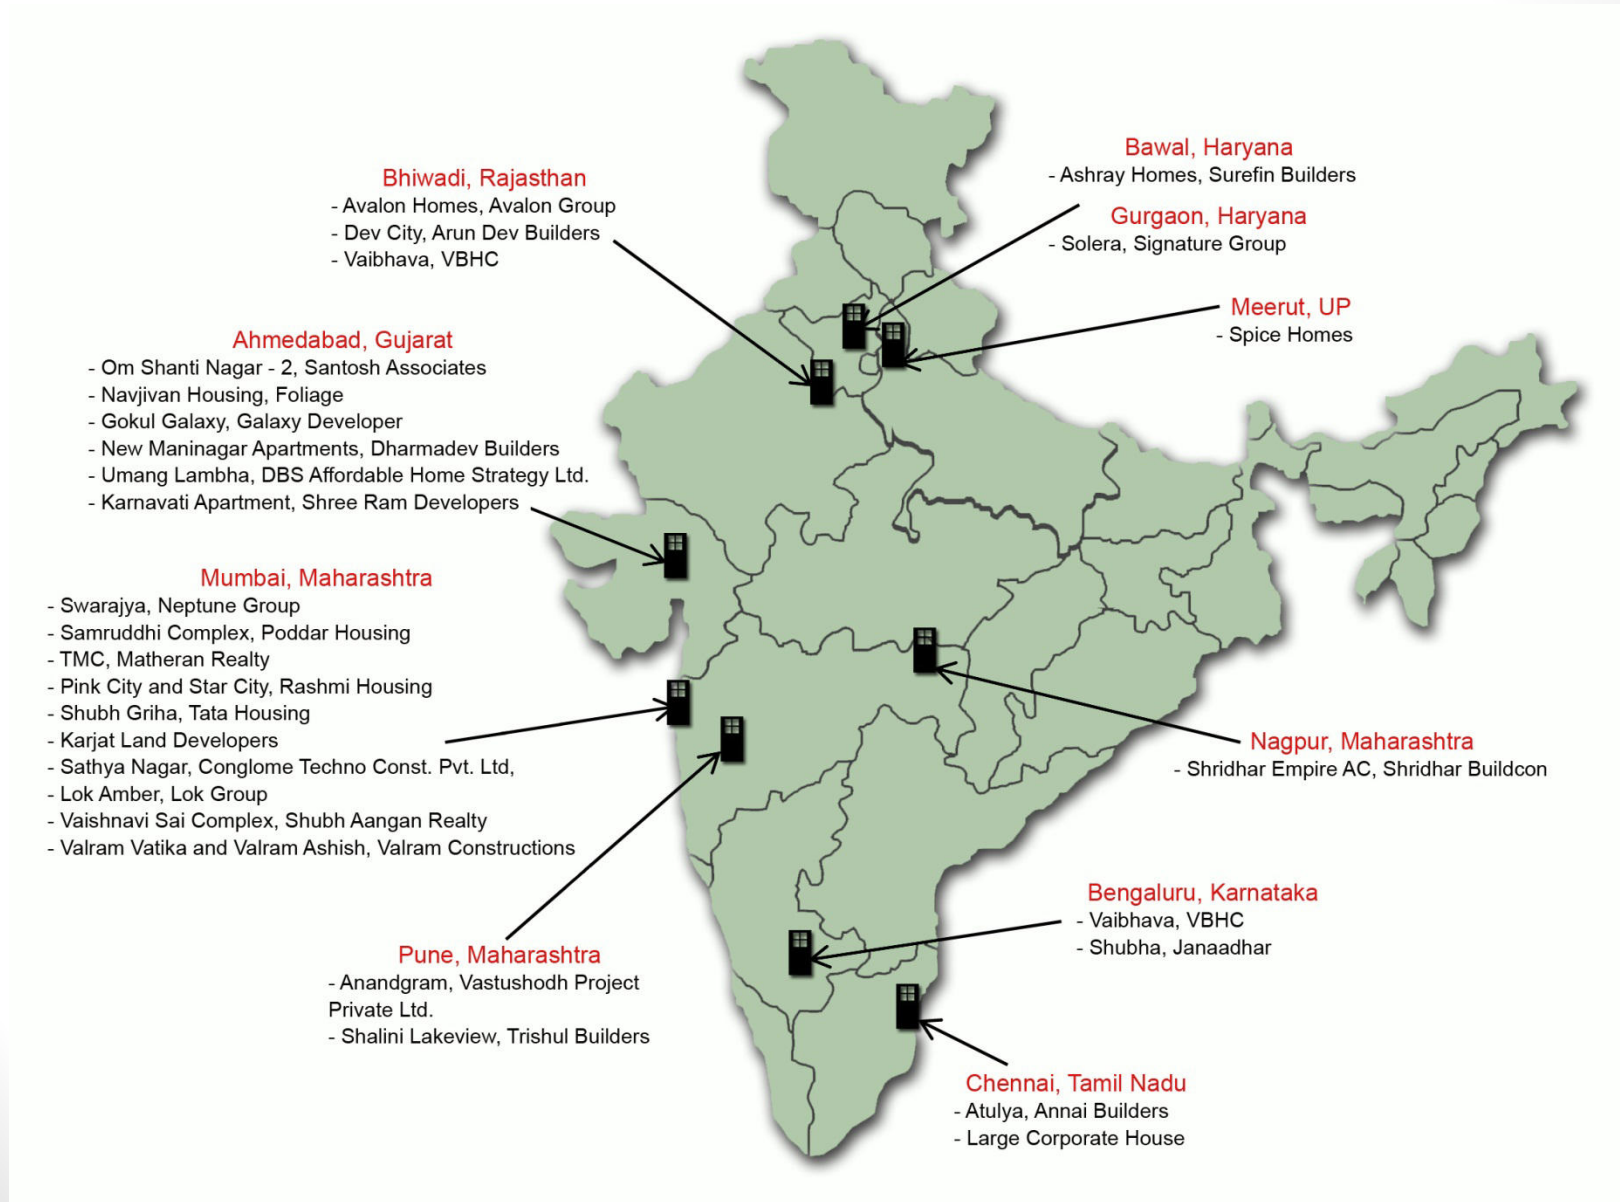 Bhiwadi, Rajasthan
- Avalon Homes, Avalon Group
- Dev City, Arun Dev Builders
- Vaibhava, VBHC
Bawal, Haryana
- Ashray Homes, Surefin Builders
Gurgaon, Haryana
- Solera, Signature Group
Meerut, UP
- Spice Homes
Ahmedabad, Gujarat
- Om Shanti Nagar - 2, Santosh Associates
- Navjivan Housing, Foliage
- Gokul Galaxy, Galaxy Developer
- New Maninagar Apartments, Dharmadev Builders
- Umang Lambha, DBS Affordable Home Strategy Ltd.
- Karnavati Apartment, Shree Ram Developers
Mumbai, Maharashtra
- Swarajya, Neptune Group
- Samruddhi Complex, Poddar Housing
- TMC, Matheran Realty
- Pink City and Star City, Rashmi Housing
- Shubh Griha, Tata Housing
- Karjat Land Developers
- Sathya Nagar, Conglome Techno Const. Pvt. Ltd,
- Lok Amber, Lok Group
- Vaishnavi Sai Complex, Shubh Aangan Realty
- Valram Vatika and Valram Ashish, Valram Constructions
Nagpur, Maharashtra
- Shridhar Empire AC, Shridhar Buildcon
Pune, Maharashtra
- Anandgram, Vastushodh Project
Private Ltd.
- Shalini Lakeview, Trishul Builders
Bengaluru, Karnataka
- Vaibhava, VBHC
- Shubha, Janaadhar
Chennai, Tamil Nadu
- Atulya, Annai Builders
- Large Corporate House